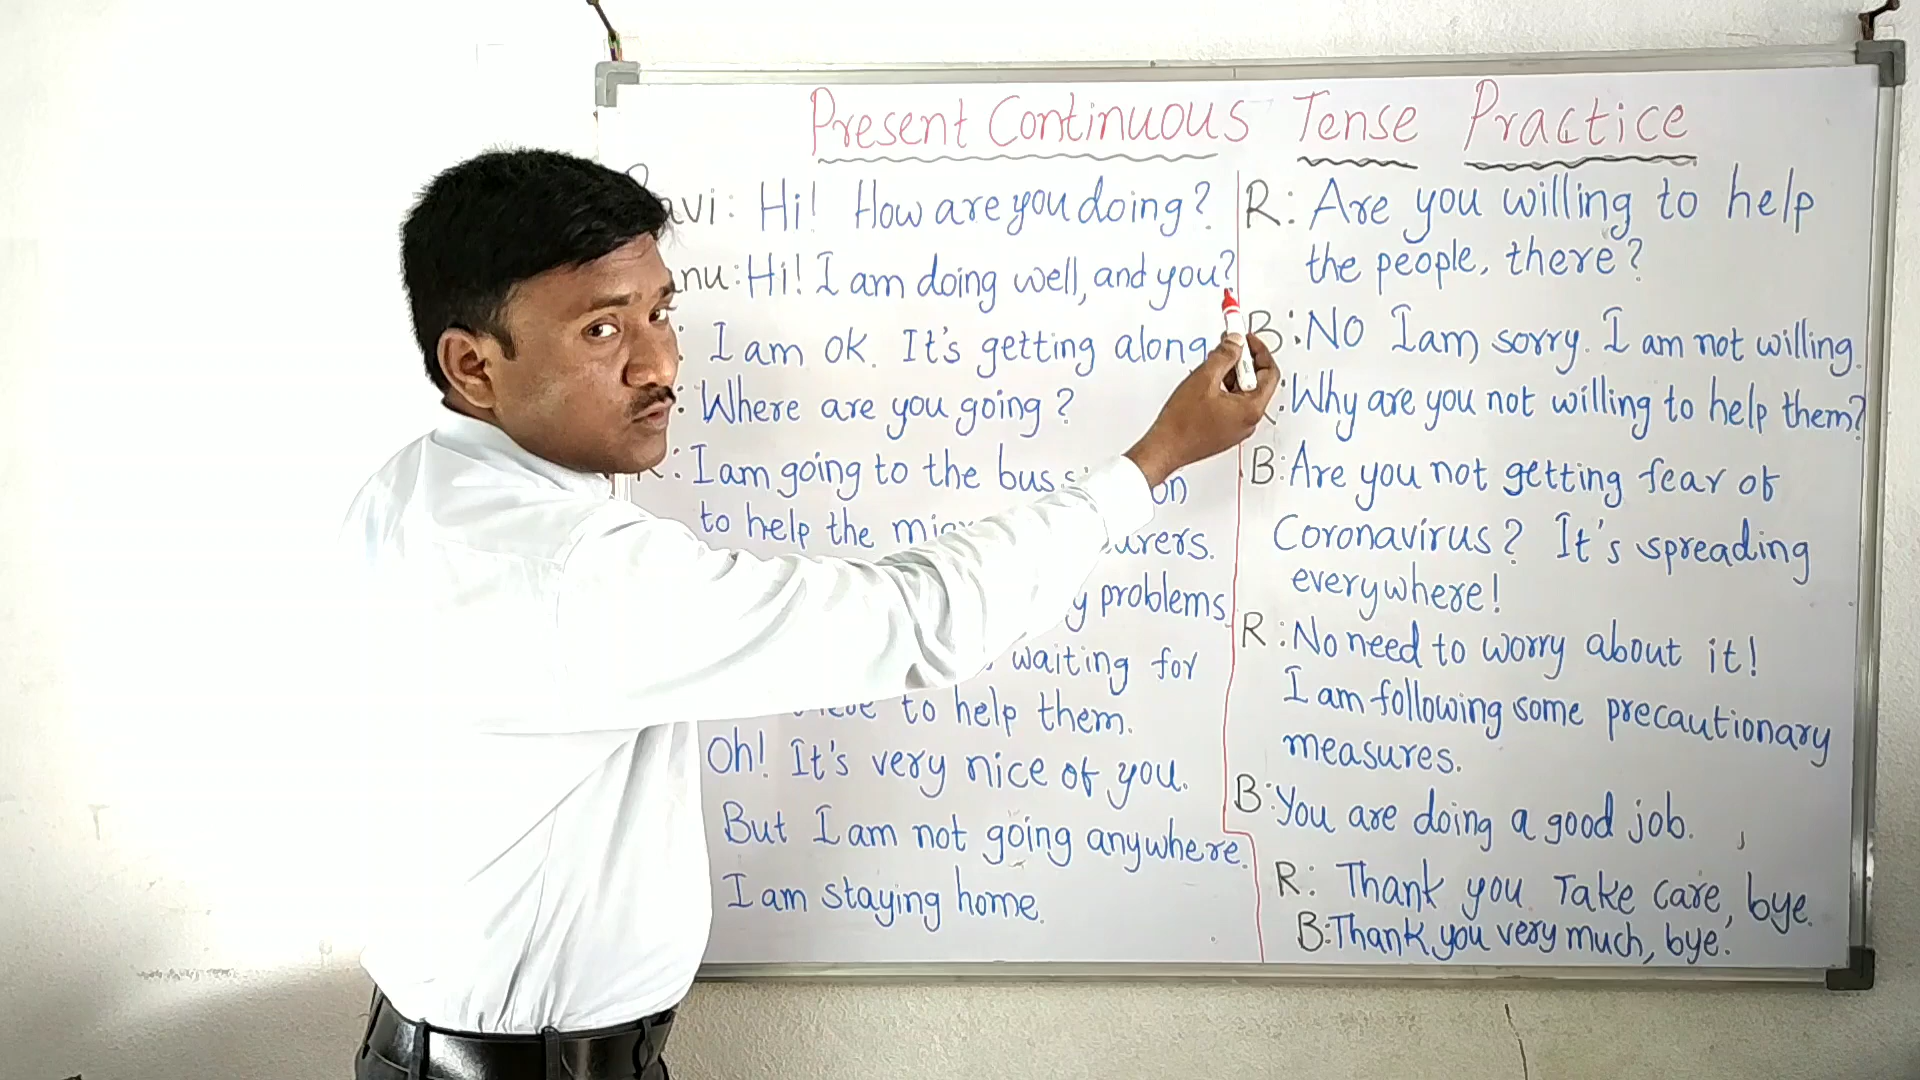 Present Continuous Tense Practice
Ravi: Hi! How are you doing?
Hi! I am doing well, and you?
: I am ok. It's getting along
: Where are you going?
: I am going to the bus
to help the
problems.
waiting for
to help them.
Oh! It's very nice of you.
But I am not going anywhere.
I am staying home.
R: Are you willing to help
the people, there?
B: No I am sorry. I am not willing.
: Why are you not willing to help them?
B: Are you not getting fear of
Coronavirus? It's spreading
everywhere!
R: No need to worry about it!
I am following some precautionary
measures.
B: You are doing a good job.
R: Thank you. Take care, bye.
B: Thank you very much, bye.